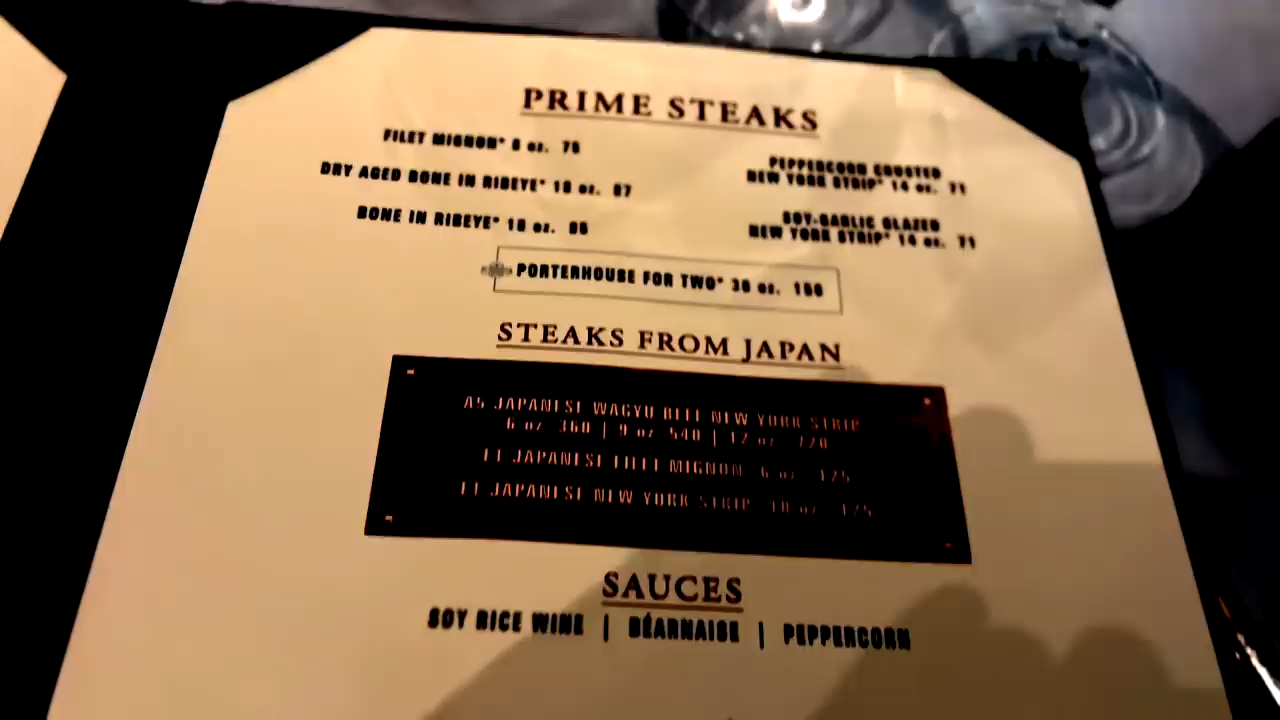 PRIME STEAKS
FILET MIGNON* 8 oz. 76
DRY AGED BONE IN RIBEYE* 18 oz. 87
BONE IN RIBEYE* 18 oz.
PEPPERCORN CRUSTED
NEW YORK STRIP* 14 oz. 71
SOY-GARLIC GLAZED
NEW YORK STRIP* 14 oz. 71
PORTERHOUSE FOR TWO* 36 oz.
STEAKS FROM JAPAN
A5 JAPANESE WAGYU BEEF NEW YORK STRIP
6 oz 360 | 9 oz 540 | 12 oz 720
JAPANESE FILET MIGNON 6 oz
JAPANESE NEW YORK STRIP 10 oz
SAUCES
SOY RICE WINE | BÉARNAISE | PEPPERCORN